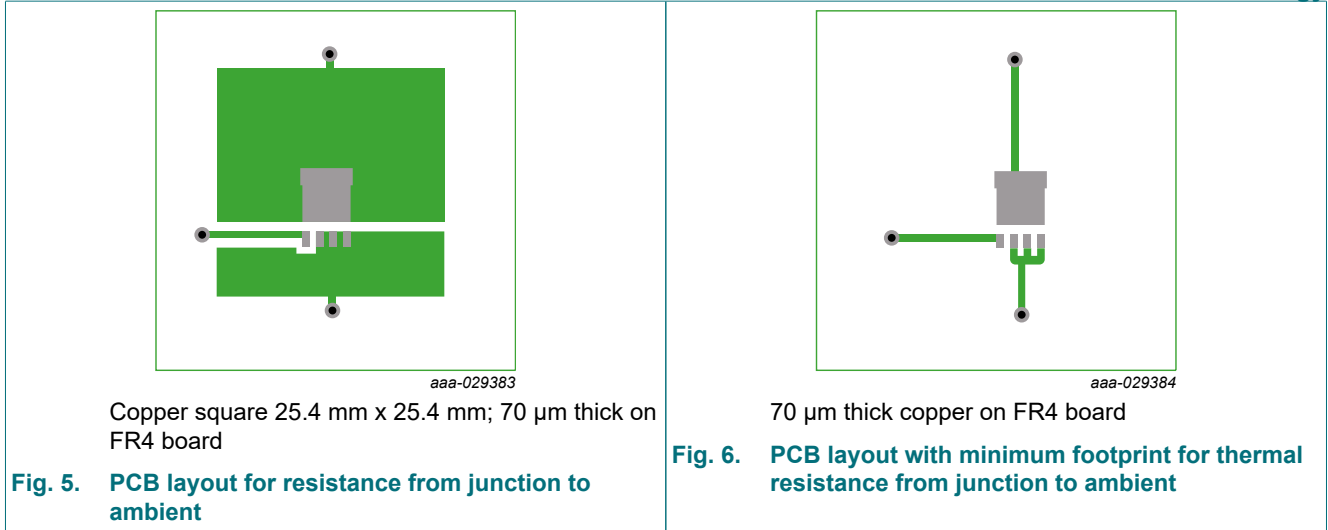 aaa-029383
Copper square 25.4 mm x 25.4 mm; 70 μm thick on
FR4 board
Fig. 5. PCB layout for resistance from junction to
ambient
aaa-029384
70 μm thick copper on FR4 board
Fig. 6. PCB layout with minimum footprint for thermal
resistance from junction to ambient